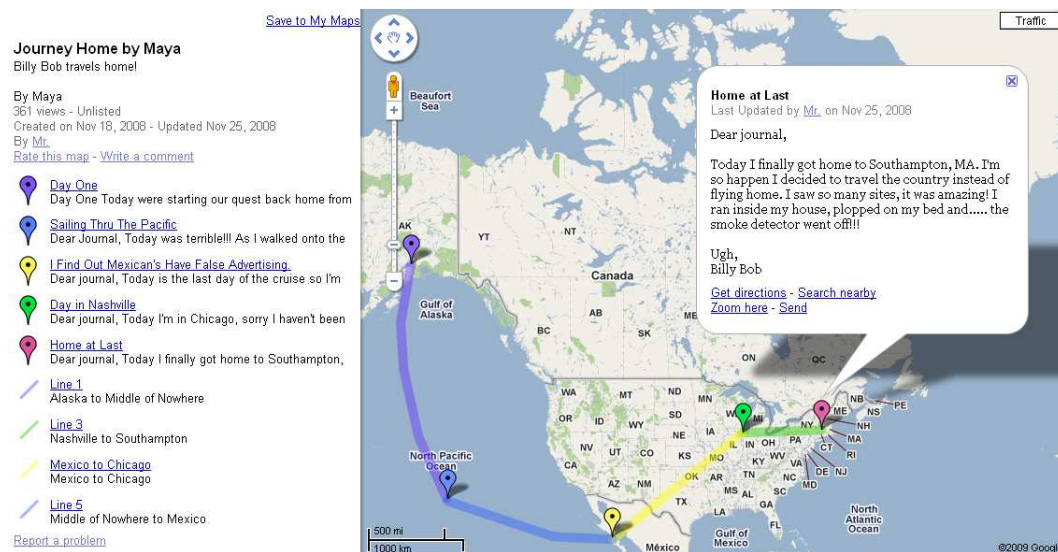 Save to My Maps
Journey Home by Maya
Billy Bob travels home!
By Maya
361 views - Unlisted
Created on Nov 18, 2008 - Updated Nov 25, 2008
By Mr.
Rate this map - Write a comment
Day One
Day One Today were starting our quest back home from
Sailing Thru The Pacific
Dear Journal, Today was terrible!!! As I walked onto the
I Find Out Mexican's Have False Advertising.
Dear journal, Today is the last day of the cruise so I'm
Day in Nashville
Dear journal, Today I'm in Chicago, sorry I haven't been
Home at Last
Dear journal, Today I finally got home to Southampton,
Line 1
Alaska to Middle of Nowhere
Line 3
Nashville to Southampton
Mexico to Chicago
Mexico to Chicago
Line 5
Middle of Nowhere to Mexico
Report a problem
Traffic
Home at Last
Last Updated by Mr. on Nov 25, 2008
Dear journal,
Today I finally got home to Southampton, MA. I'm
so happen I decided to travel the country instead of
flying home. I saw so many sites, it was amazing! I
ran inside my house, plopped on my bed and..... the
smoke detector went off!!!
Ugh,
Billy Bob
Get directions - Search nearby
Zoom here - Send
Beaufort
Sea
AK
YT
NT
Gulf of
Alaska
Canada
BC
AB
SK
MB
ON
QC
NB
PE
NS
WA
MT
ND
MN
WI
MI
NY
ME
NH
MA
RI
CT
OR
ID
WY
SD
NE
IA
IL
IN
OH
PA
NJ
DE
MD
NV
UT
CO
KS
MO
KY
WV
VA
CA
AZ
NM
OK
AR
TN
NC
SC
TX
LA
MS
AL
GA
FL
North Pacific
Ocean
Gulf of
Mexico
México
North
Atlantic
Ocean
500 mi
1000 km
©2009 Googl